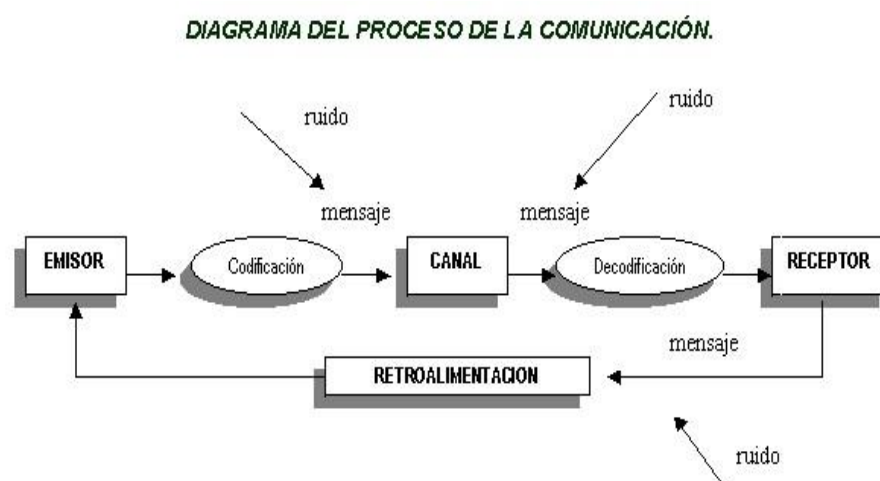 DIAGRAMA DEL PROCESO DE LA COMUNICACIÓN.
ruido
ruido
mensaje
mensaje
EMISOR
Codificación
CANAL
Decodificación
RECEPTOR
mensaje
RETROALIMENTACION
ruido